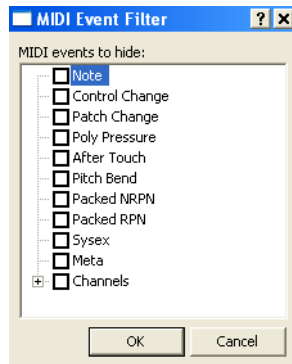 MIDI Event Filter
MIDI events to hide:
Note
Control Change
Patch Change
Poly Pressure
After Touch
Pitch Bend
Packed NRPN
Packed RPN
Sysex
Meta
Channels
OK Cancel